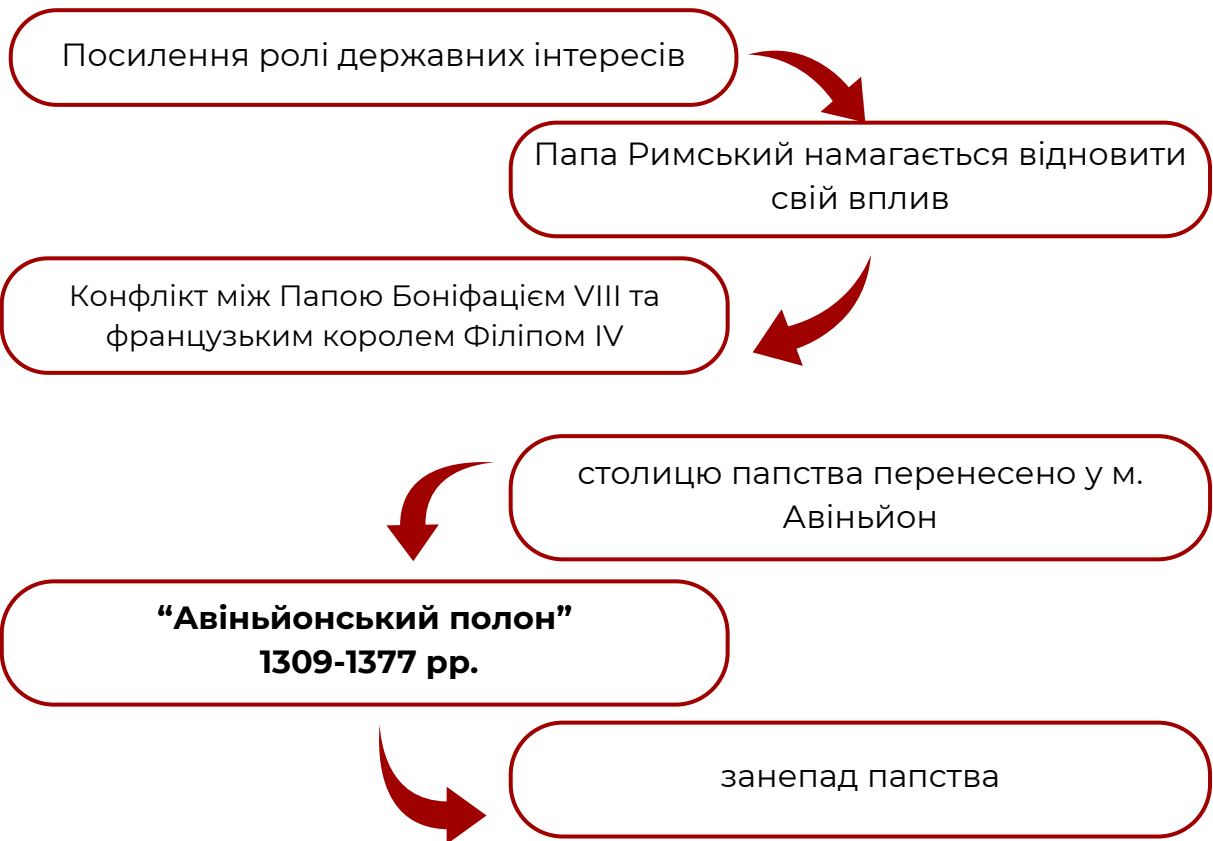 Посилення ролі державних інтересів
Папа Римський намагається відновити
свій вплив
Конфлікт між Папою Боніфацієм VIII та
французьким королем Філіпом IV
столицю папства перенесено у м.
Авіньйон
“Авіньйонський полон”
1309-1377 рр.
занепад папства